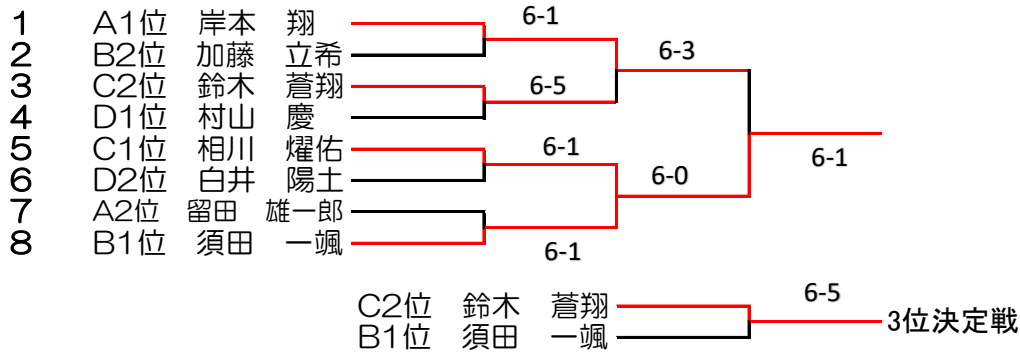 6-1
1 A1位 岸本 翔
2 B2位 加藤 立希
6-3
3 C2位 鈴木 蒼翔
6-5
4 D1位 村山 慶
5 C1位 相川 燿佑
6-1
6-1
6 D2位 白井 陽土
6-0
7 A2位 留田 雄一郎
8 B1位 須田 一颯
6-1
C2位 鈴木 蒼翔
6-5
3位決定戦
B1位 須田 一颯